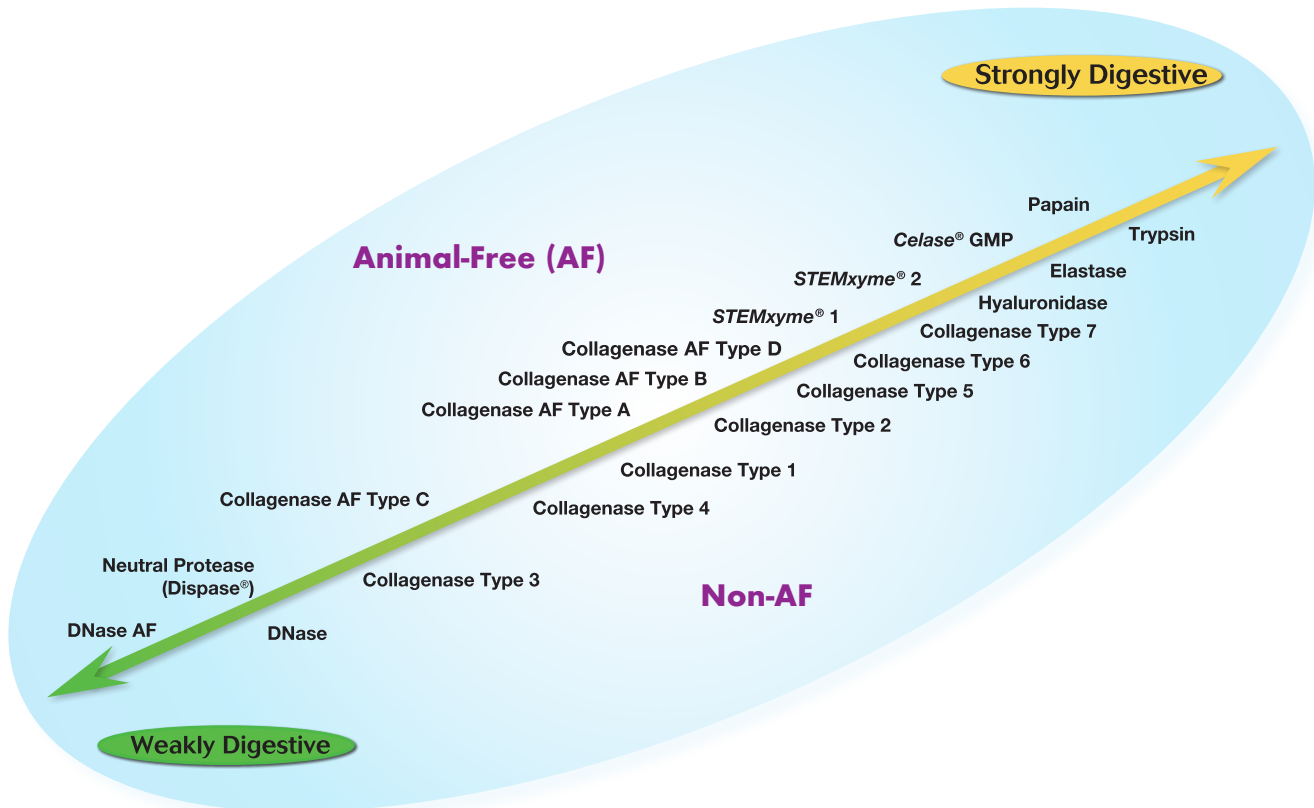 Strongly Digestive
Papain
Trypsin
Celase® GMP
Animal-Free (AF)
Elastase
STEMxyme® 2
Hyaluronidase
STEMxyme® 1
Collagenase Type 7
Collagenase AF Type D
Collagenase Type 6
Collagenase AF Type B
Collagenase Type 5
Collagenase AF Type A
Collagenase Type 2
Collagenase Type 1
Collagenase AF Type C
Collagenase Type 4
Neutral Protease
(Dispase®)
Collagenase Type 3
Non-AF
DNase AF
DNase
Weakly Digestive